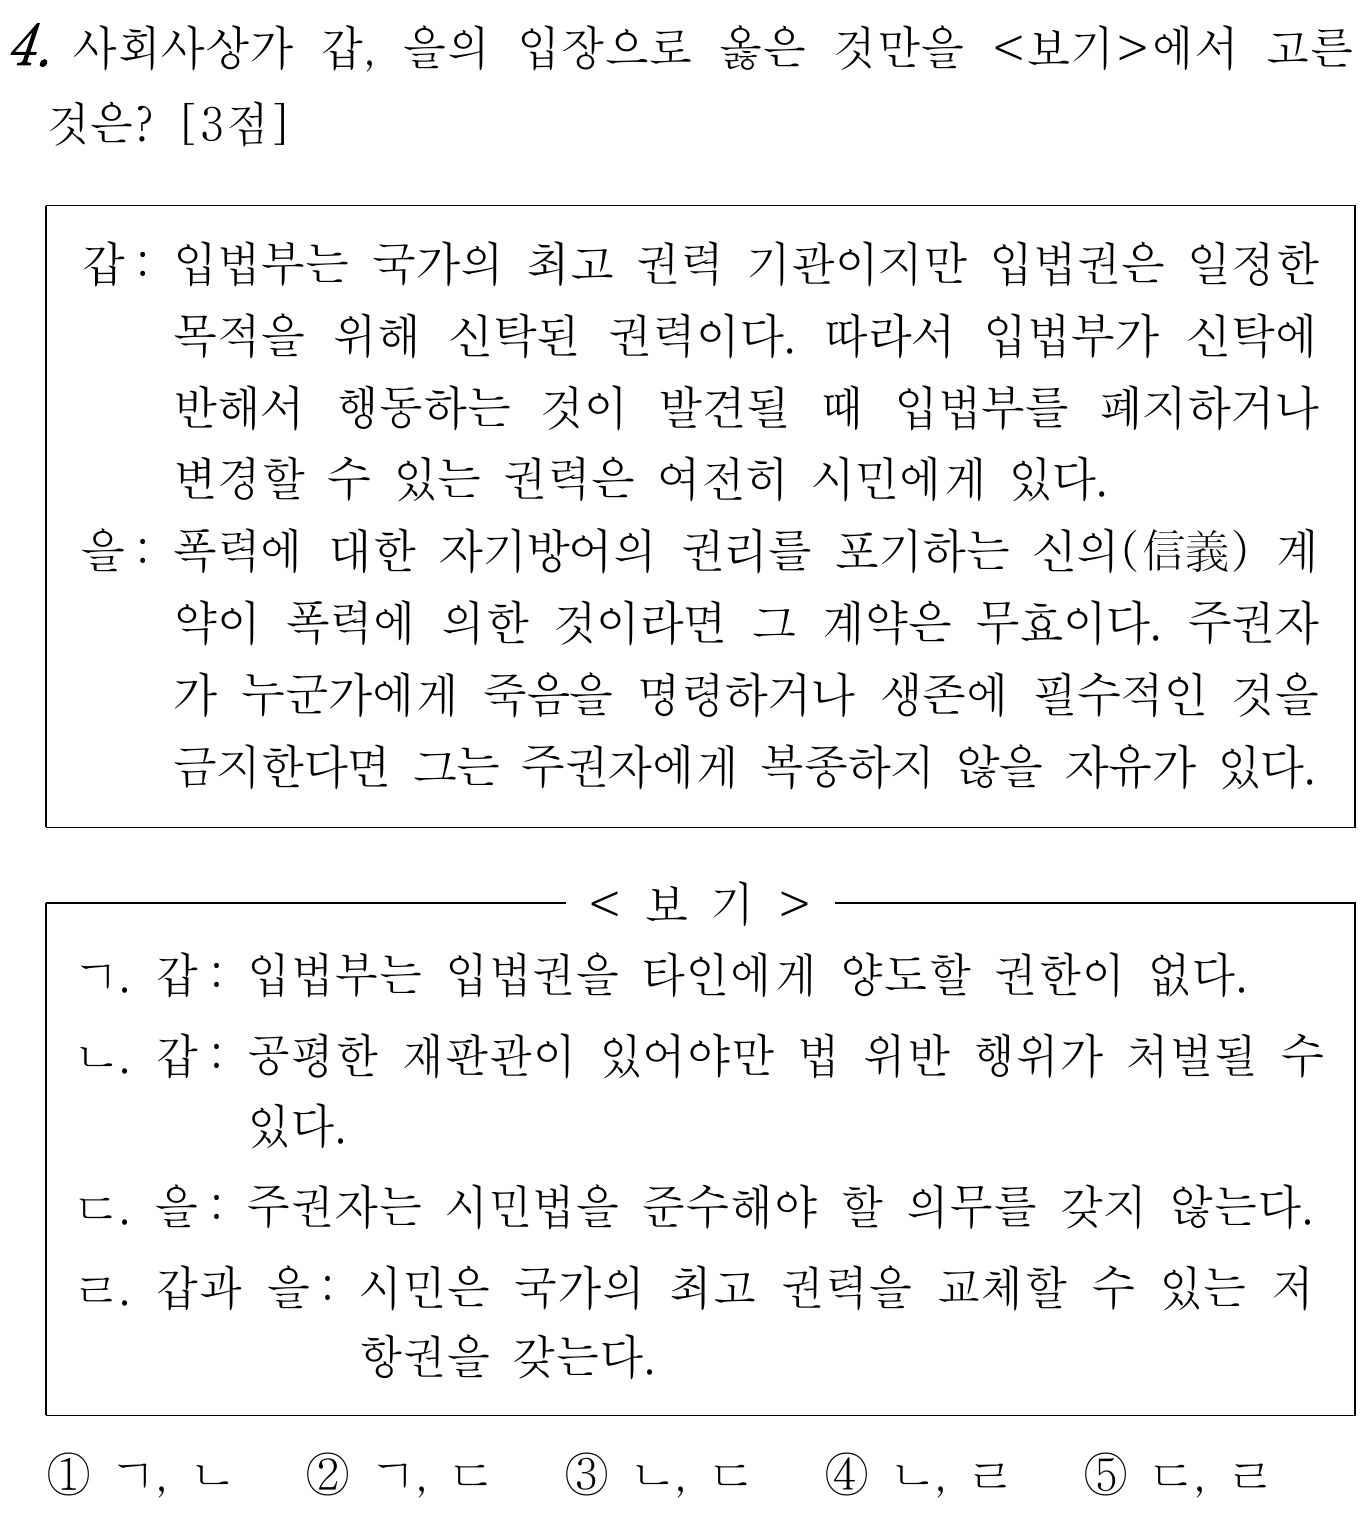 4. 사회사상가 갑, 을의 입장으로 옳은 것만을 <보기>에서 고른
것은? [3점]
갑: 입법부는 국가의 최고 권력 기관이지만 입법권은 일정한
목적을 위해 신탁된 권력이다. 따라서 입법부가 신탁에
반해서 행동하는 것이 발견될 때 입법부를 폐지하거나
변경할 수 있는 권력은 여전히 시민에게 있다.
을: 폭력에 대한 자기방어의 권리를 포기하는 신의(信義) 계
약이 폭력에 의한 것이라면 그 계약은 무효이다. 주권자
가 누군가에게 죽음을 명령하거나 생존에 필수적인 것을
금지한다면 그는 주권자에게 복종하지 않을 자유가 있다.
< 보 기 >
ㄱ. 갑: 입법부는 입법권을 타인에게 양도할 권한이 없다.
ㄴ. 갑: 공평한 재판관이 있어야만 법 위반 행위가 처벌될 수
있다.
ㄷ. 을: 주권자는 시민법을 준수해야 할 의무를 갖지 않는다.
ㄹ. 갑과 을: 시민은 국가의 최고 권력을 교체할 수 있는 저
항권을 갖는다.
① ㄱ, ㄴ ② ㄱ, ㄷ ③ ㄴ, ㄷ ④ ㄴ, ㄹ ⑤ ㄷ, ㄹ